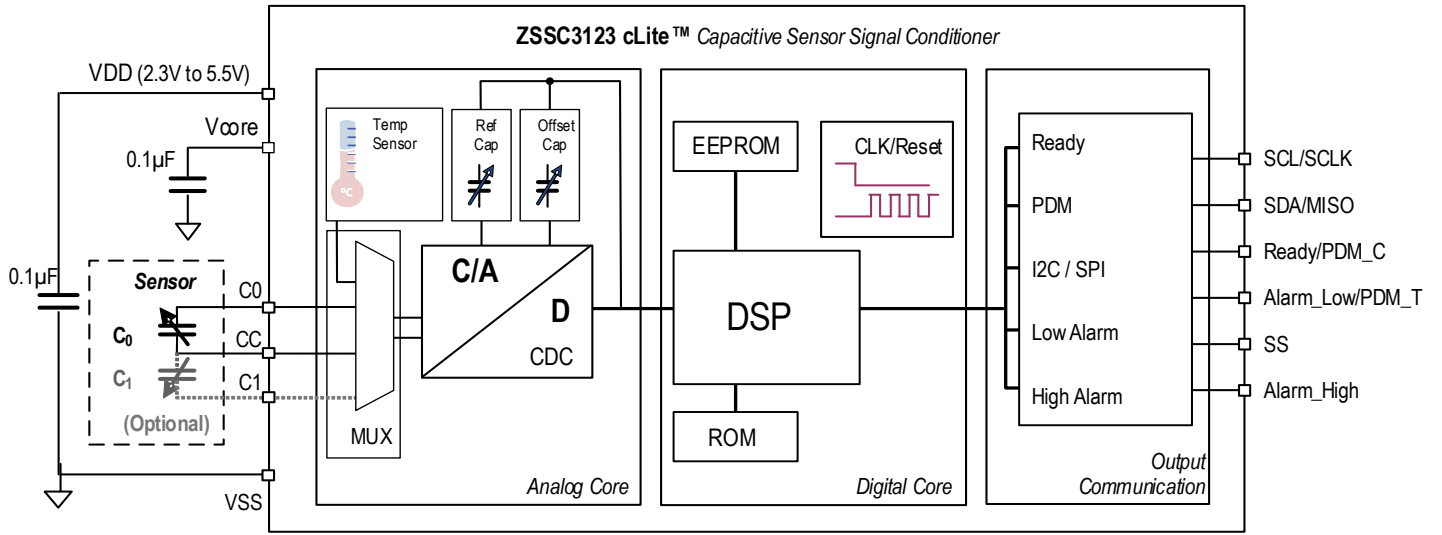 ZSSC3123 cLite™ Capacitive Sensor Signal Conditioner
VDD (2.3V to 5.5V)
Vcore
0.1µF
0.1µF
Sensor
C0
C0
CC
C1
C1
(Optional)
VSS
Temp
Sensor
°C
Ref
Cap
Offset
Cap
MUX
C/A
D
CDC
Analog Core
EEPROM
CLK/Reset
DSP
ROM
Digital Core
Ready
PDM
I2C / SPI
Low Alarm
High Alarm
Output
Communication
SCL/SCLK
SDA/MISO
Ready/PDM_C
Alarm_Low/PDM_T
SS
Alarm_High